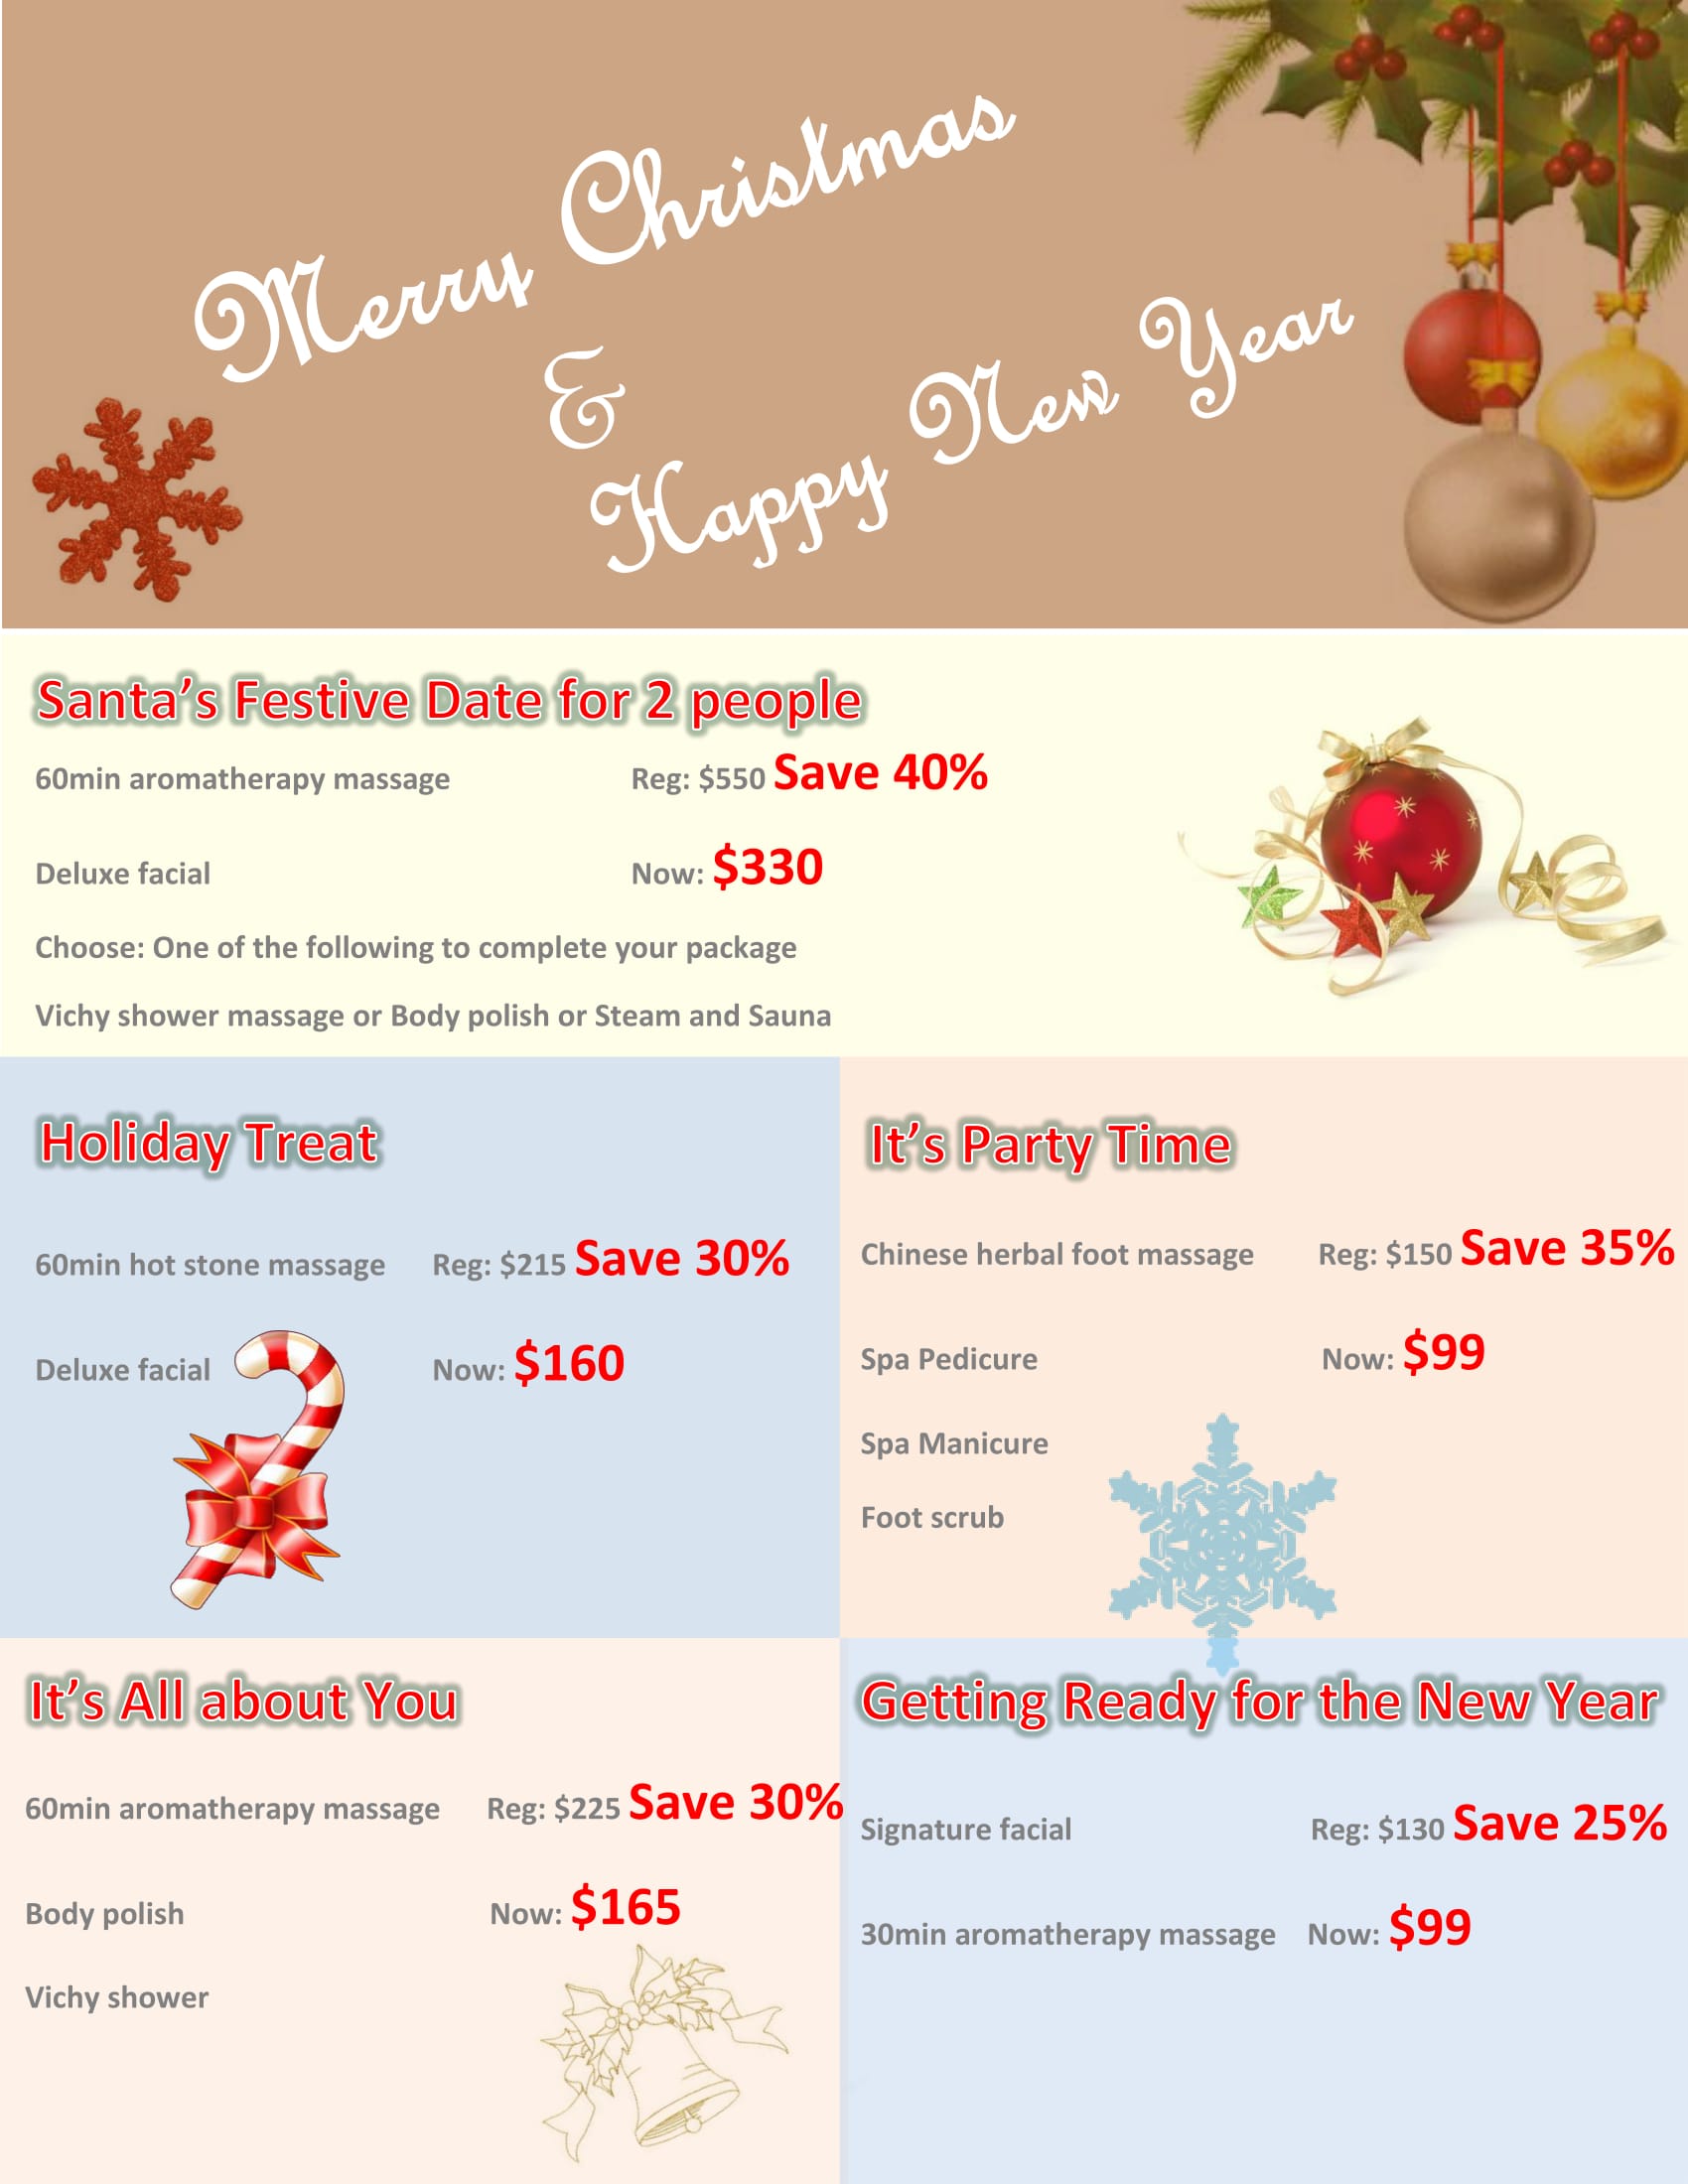 Merry Christmas
&
Happy New Year
Santa's Festive Date for 2 people
60min aromatherapy massage Reg: $550 Save 40%
Deluxe facial Now: $330
Choose: One of the following to complete your package
Vichy shower massage or Body polish or Steam and Sauna
Holiday Treat
60min hot stone massage Reg: $215 Save 30%
Deluxe facial Now: $160
It's Party Time
Chinese herbal foot massage Reg: $150 Save 35%
Spa Pedicure Now: $99
Spa Manicure
Foot scrub
It's All about You
60min aromatherapy massage Reg: $225 Save 30%
Body polish Now: $165
Vichy shower
Getting Ready for the New Year
Signature facial Reg: $130 Save 25%
30min aromatherapy massage Now: $99